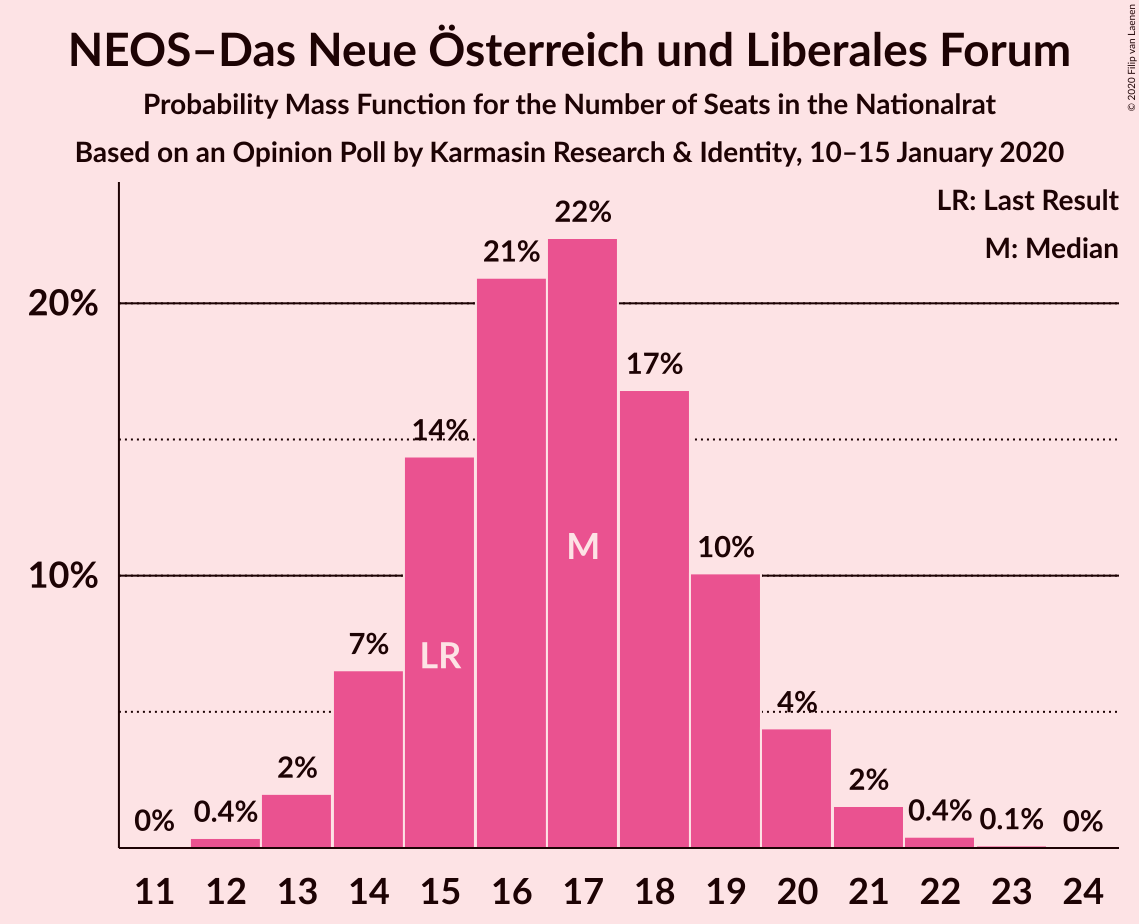 NEOS–Das Neue Österreich und Liberales Forum
Probability Mass Function for the Number of Seats in the Nationalrat
Based on an Opinion Poll by Karmasin Research & Identity, 10–15 January 2020
© 2020 Filip van Laenen
LR: Last Result
M: Median
20%
10%
0%
0.4%
2%
7%
14%
21%
22%
17%
10%
4%
2%
0.4%
0.1%
0%
LR
M
11 12 13 14 15 16 17 18 19 20 21 22 23 24